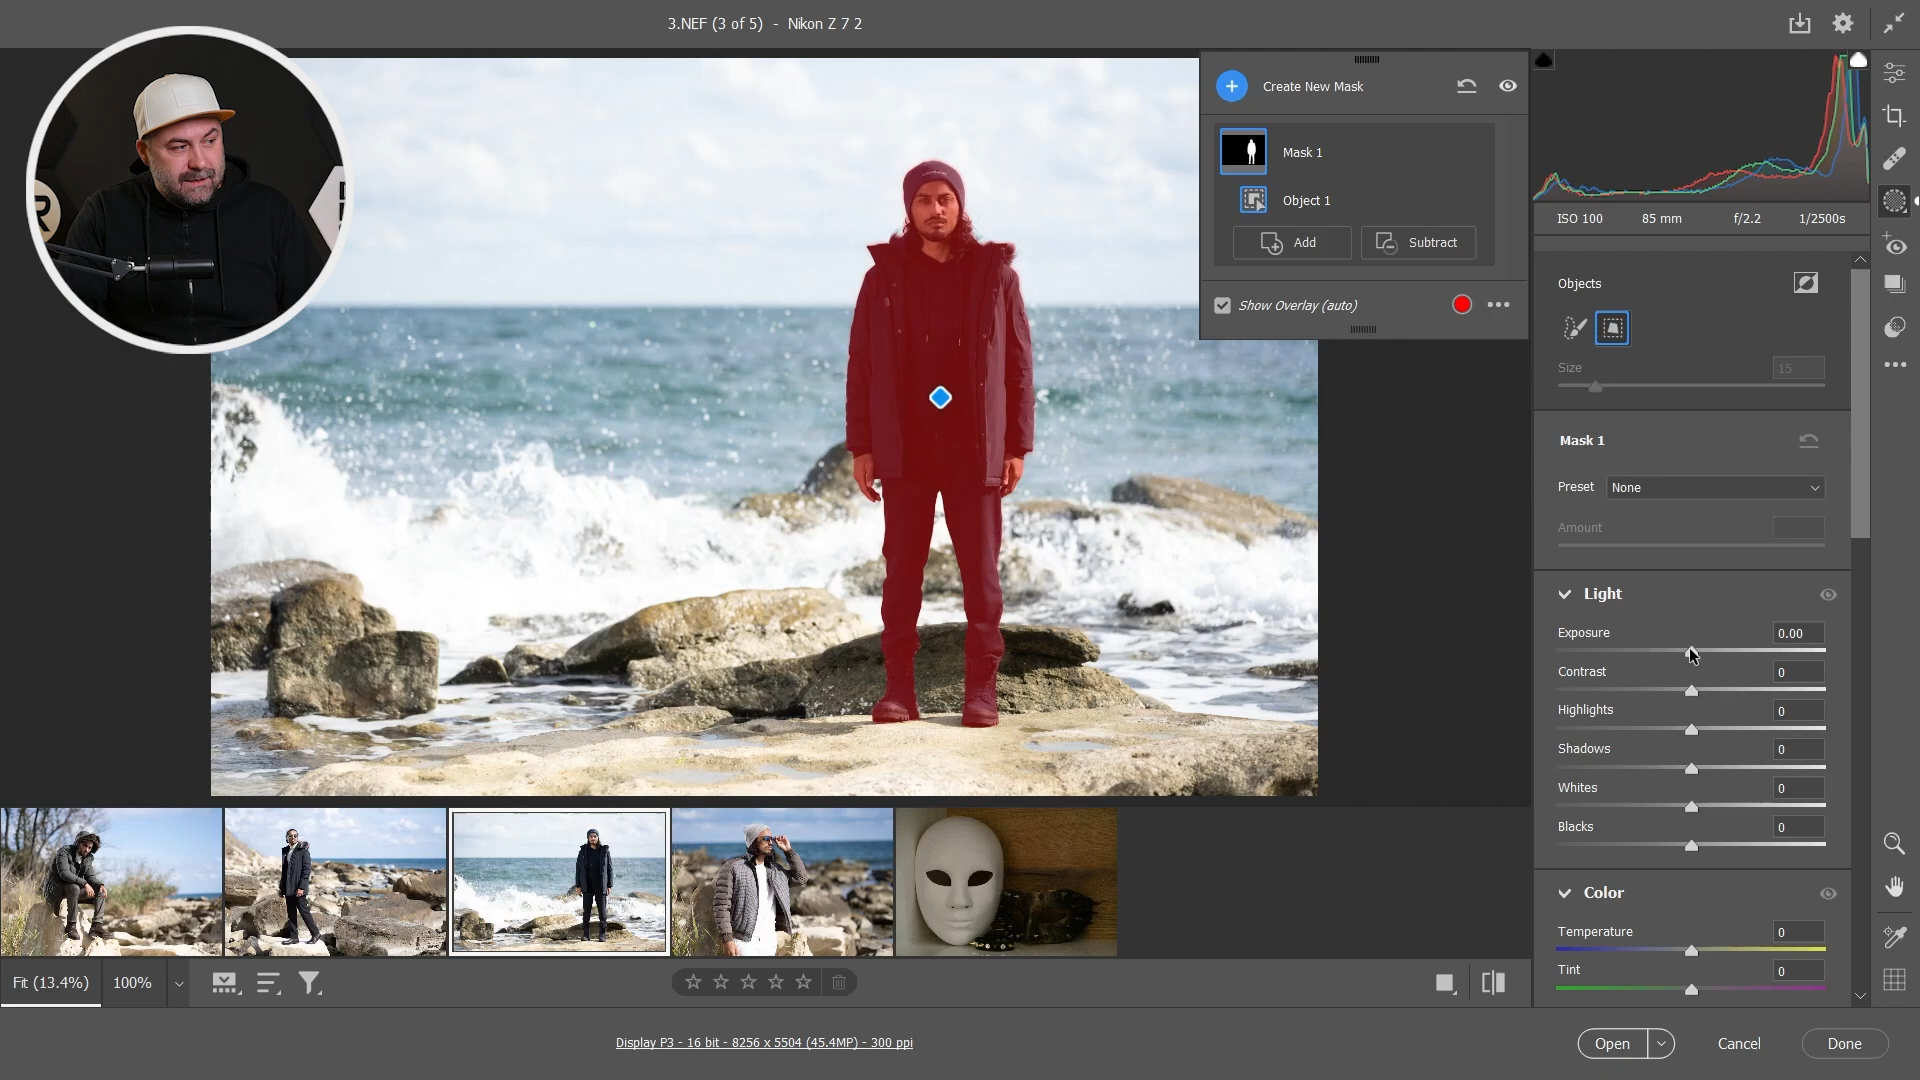 3.NEF (3 of 5) - Nikon Z 7 2
Create New Mask
Mask 1
Object 1
Add
Subtract
Show Overlay (auto)
ISO 100 85 mm f/2.2 1/2500s
Objects
Size 15
Mask 1
Preset None
Amount
Light
Exposure 0.00
Contrast 0
Highlights 0
Shadows 0
Whites 0
Blacks 0
Color
Temperature 0
Tint 0
Fit (13.4%) 100%
Display P3 - 16 bit - 8256 x 5504 (45.4MP) - 300 ppi
Open Cancel Done
R